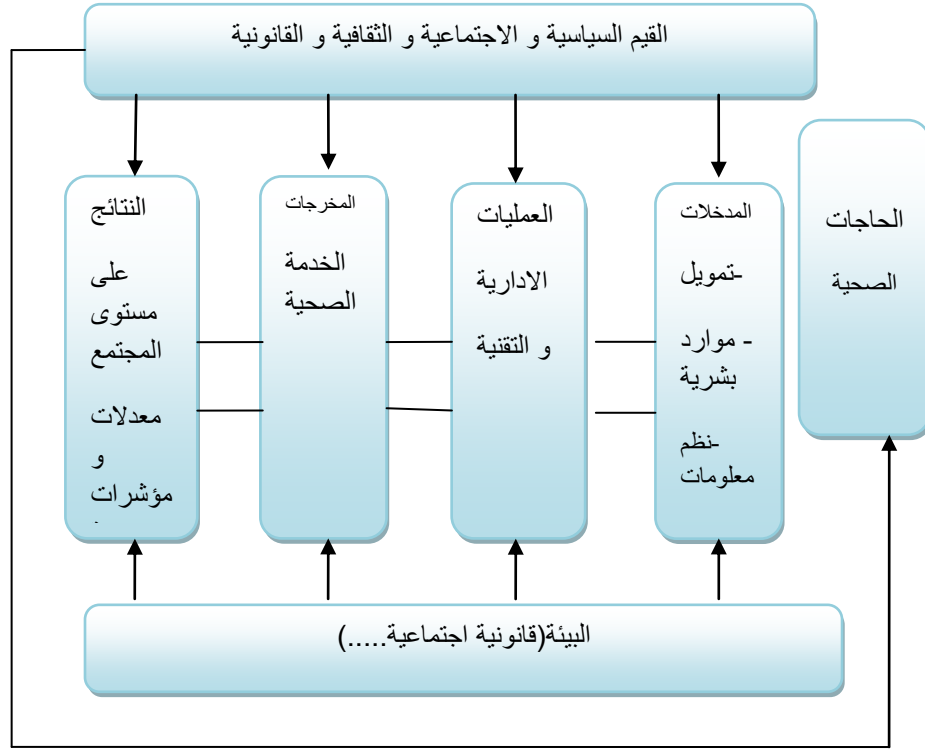 القيم السياسية و الاجتماعية و الثقافية و القانونية
الحاجات
الصحية
المدخلات
-تمويل
- موارد
بشرية
-نظم
معلومات
العمليات
الادارية
و التقنية
المخرجات
الخدمة
الصحية
النتائج
على
مستوى
المجتمع
معدلات
و
مؤشرات
البيئة(قانونية اجتماعية.....)